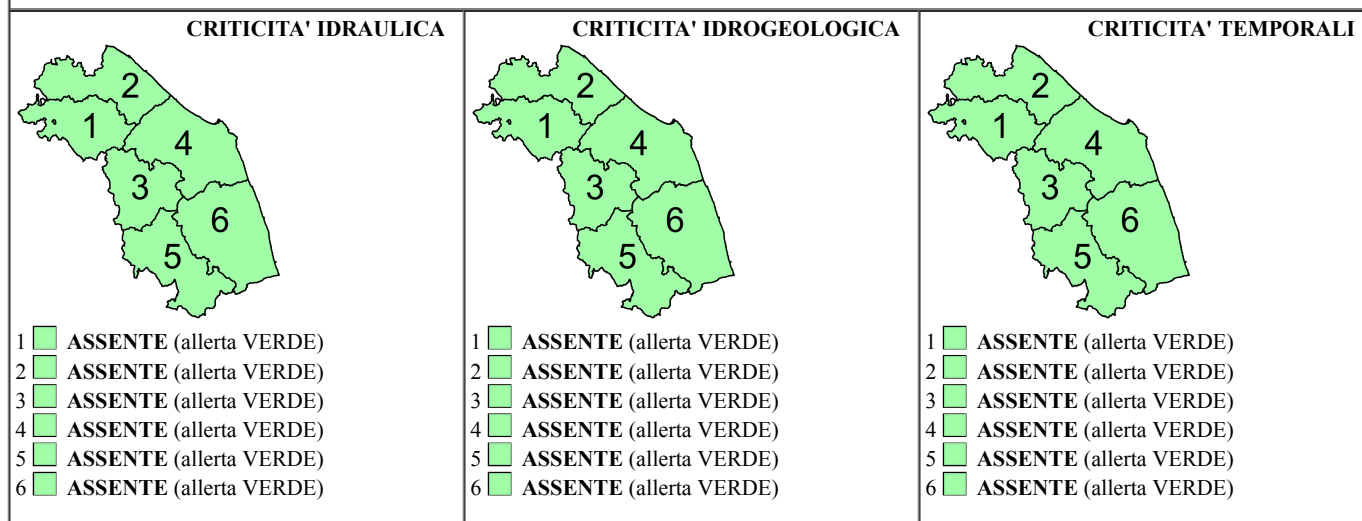 CRITICITA' IDRAULICA
2
1
4
3
6
5
1 ASSENTE (allerta VERDE)
2 ASSENTE (allerta VERDE)
3 ASSENTE (allerta VERDE)
4 ASSENTE (allerta VERDE)
5 ASSENTE (allerta VERDE)
6 ASSENTE (allerta VERDE)
CRITICITA' IDROGEOLOGICA
2
1
4
3
6
5
1 ASSENTE (allerta VERDE)
2 ASSENTE (allerta VERDE)
3 ASSENTE (allerta VERDE)
4 ASSENTE (allerta VERDE)
5 ASSENTE (allerta VERDE)
6 ASSENTE (allerta VERDE)
CRITICITA' TEMPORALI
2
1
4
3
6
5
1 ASSENTE (allerta VERDE)
2 ASSENTE (allerta VERDE)
3 ASSENTE (allerta VERDE)
4 ASSENTE (allerta VERDE)
5 ASSENTE (allerta VERDE)
6 ASSENTE (allerta VERDE)